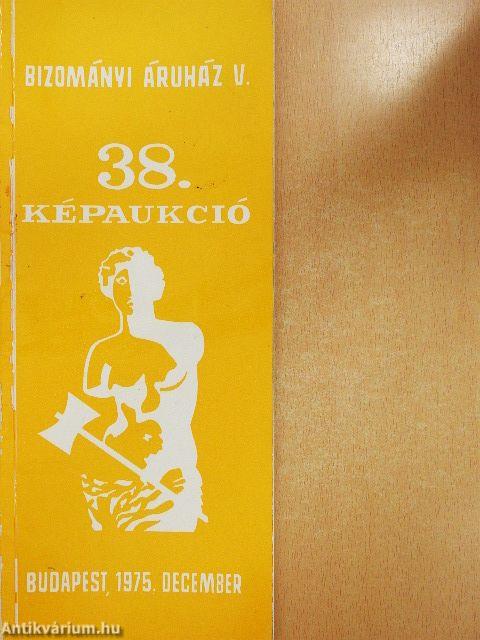 BIZOMÁNYI ÁRUHÁZ V.
38.
KÉPAUKCIÓ
BUDAPEST, 1975. DECEMBER
Antikvárium.hu